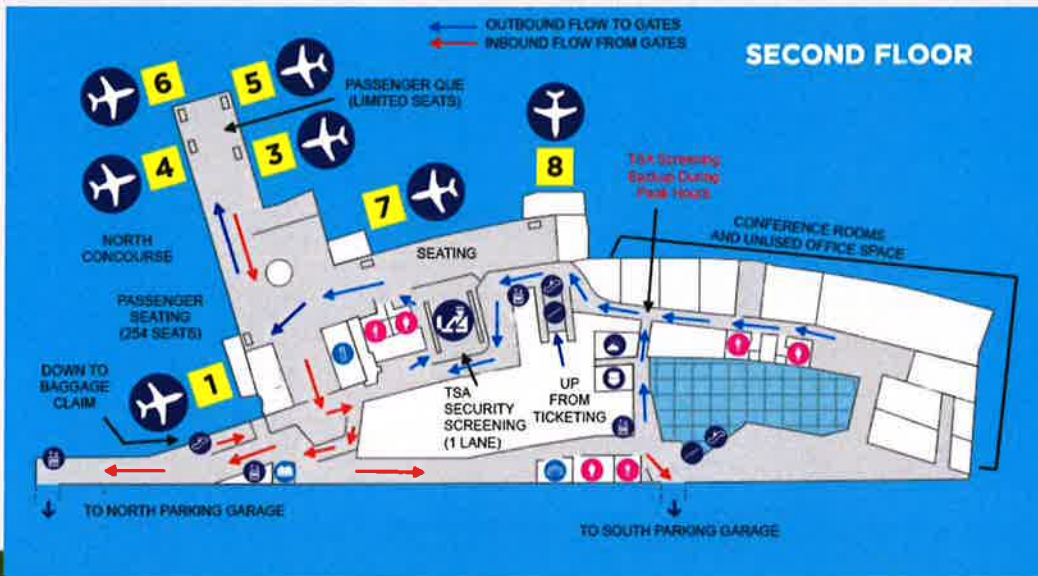 OUTBOUND FLOW TO GATES
INBOUND FLOW FROM GATES
SECOND FLOOR
6
5
PASSENGER QUE
(LIMITED SEATS)
4
3
8
TSA Screening
Backup During
Peak Hours
7
CONFERENCE ROOMS
AND UNUSED OFFICE SPACE
NORTH
CONCOURSE
SEATING
PASSENGER
SEATING
(254 SEATS)
DOWN TO
BAGGAGE
CLAIM
1
TSA
SECURITY
SCREENING
(1 LANE)
UP
FROM
TICKETING
TO NORTH PARKING GARAGE
TO SOUTH PARKING GARAGE